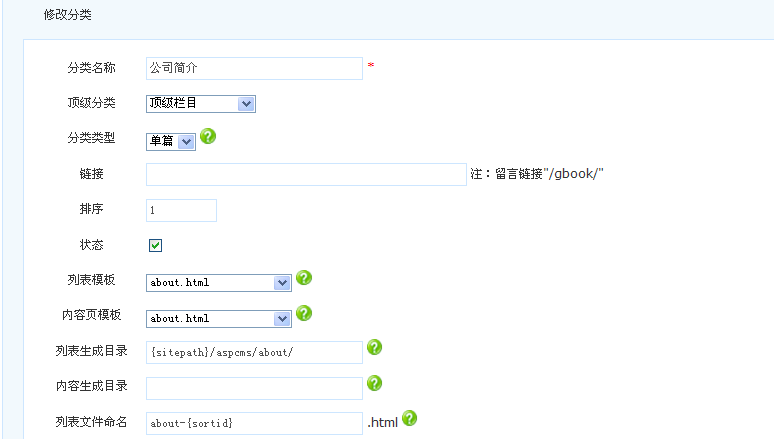 修改分类
分类名称 公司简介 *
顶级分类 顶级栏目
分类类型 单篇 ?
链接 注：留言链接"/gbook/"
排序 1
状态
列表模板 about.html ?
内容页模板 about.html ?
列表生成目录 {sitepath}/aspcms/about/ ?
内容生成目录 ?
列表文件命名 about-{sortid} .html ?